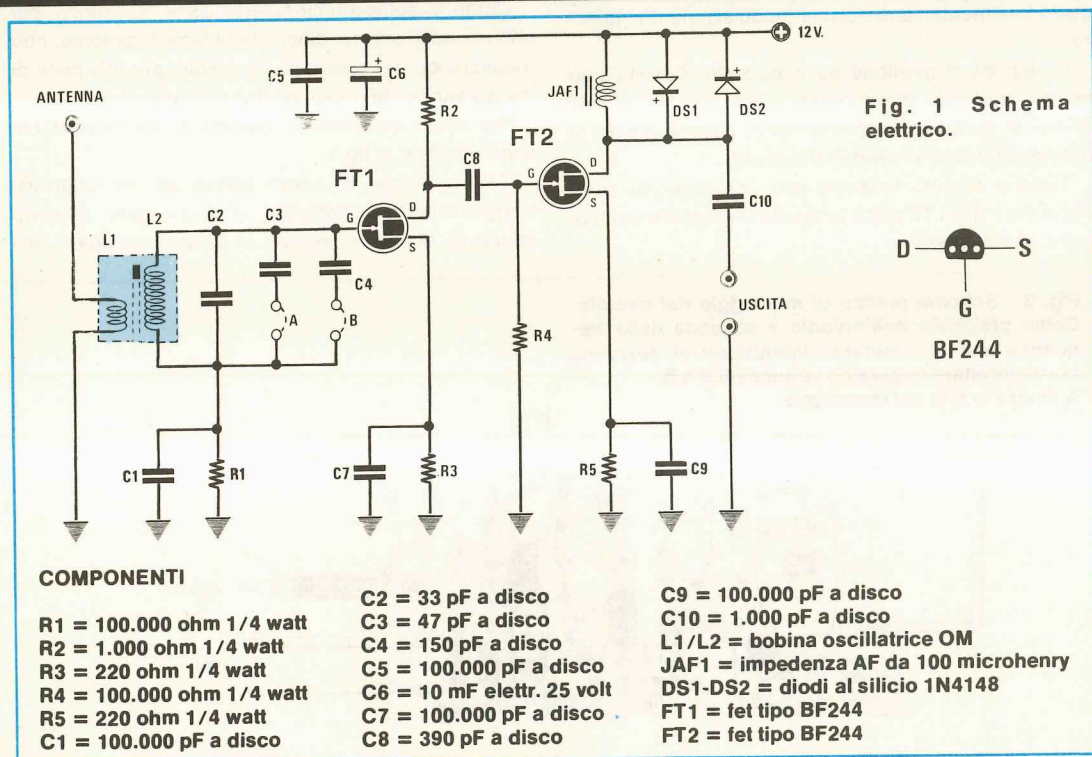 ANTENNA
L1
L2
C2
C3
C4
A
B
C1
R1
C5
+
C6
R2
FT1
G
D
S
C7
R3
C8
R4
FT2
G
D
S
JAF1
+
DS1
DS2
12V.
C10
USCITA
R5
C9
Fig. 1 Schema
elettrico.
D
S
G
BF244
COMPONENTI
R1 = 100.000 ohm 1/4 watt
R2 = 1.000 ohm 1/4 watt
R3 = 220 ohm 1/4 watt
R4 = 100.000 ohm 1/4 watt
R5 = 220 ohm 1/4 watt
C1 = 100.000 pF a disco
C2 = 33 pF a disco
C3 = 47 pF a disco
C4 = 150 pF a disco
C5 = 100.000 pF a disco
C6 = 10 mF elettr. 25 volt
C7 = 100.000 pF a disco
C8 = 390 pF a disco
C9 = 100.000 pF a disco
C10 = 1.000 pF a disco
L1/L2 = bobina oscillatrice OM
JAF1 = impedenza AF da 100 microhenry
DS1-DS2 = diodi al silicio 1N4148
FT1 = fet tipo BF244
FT2 = fet tipo BF244